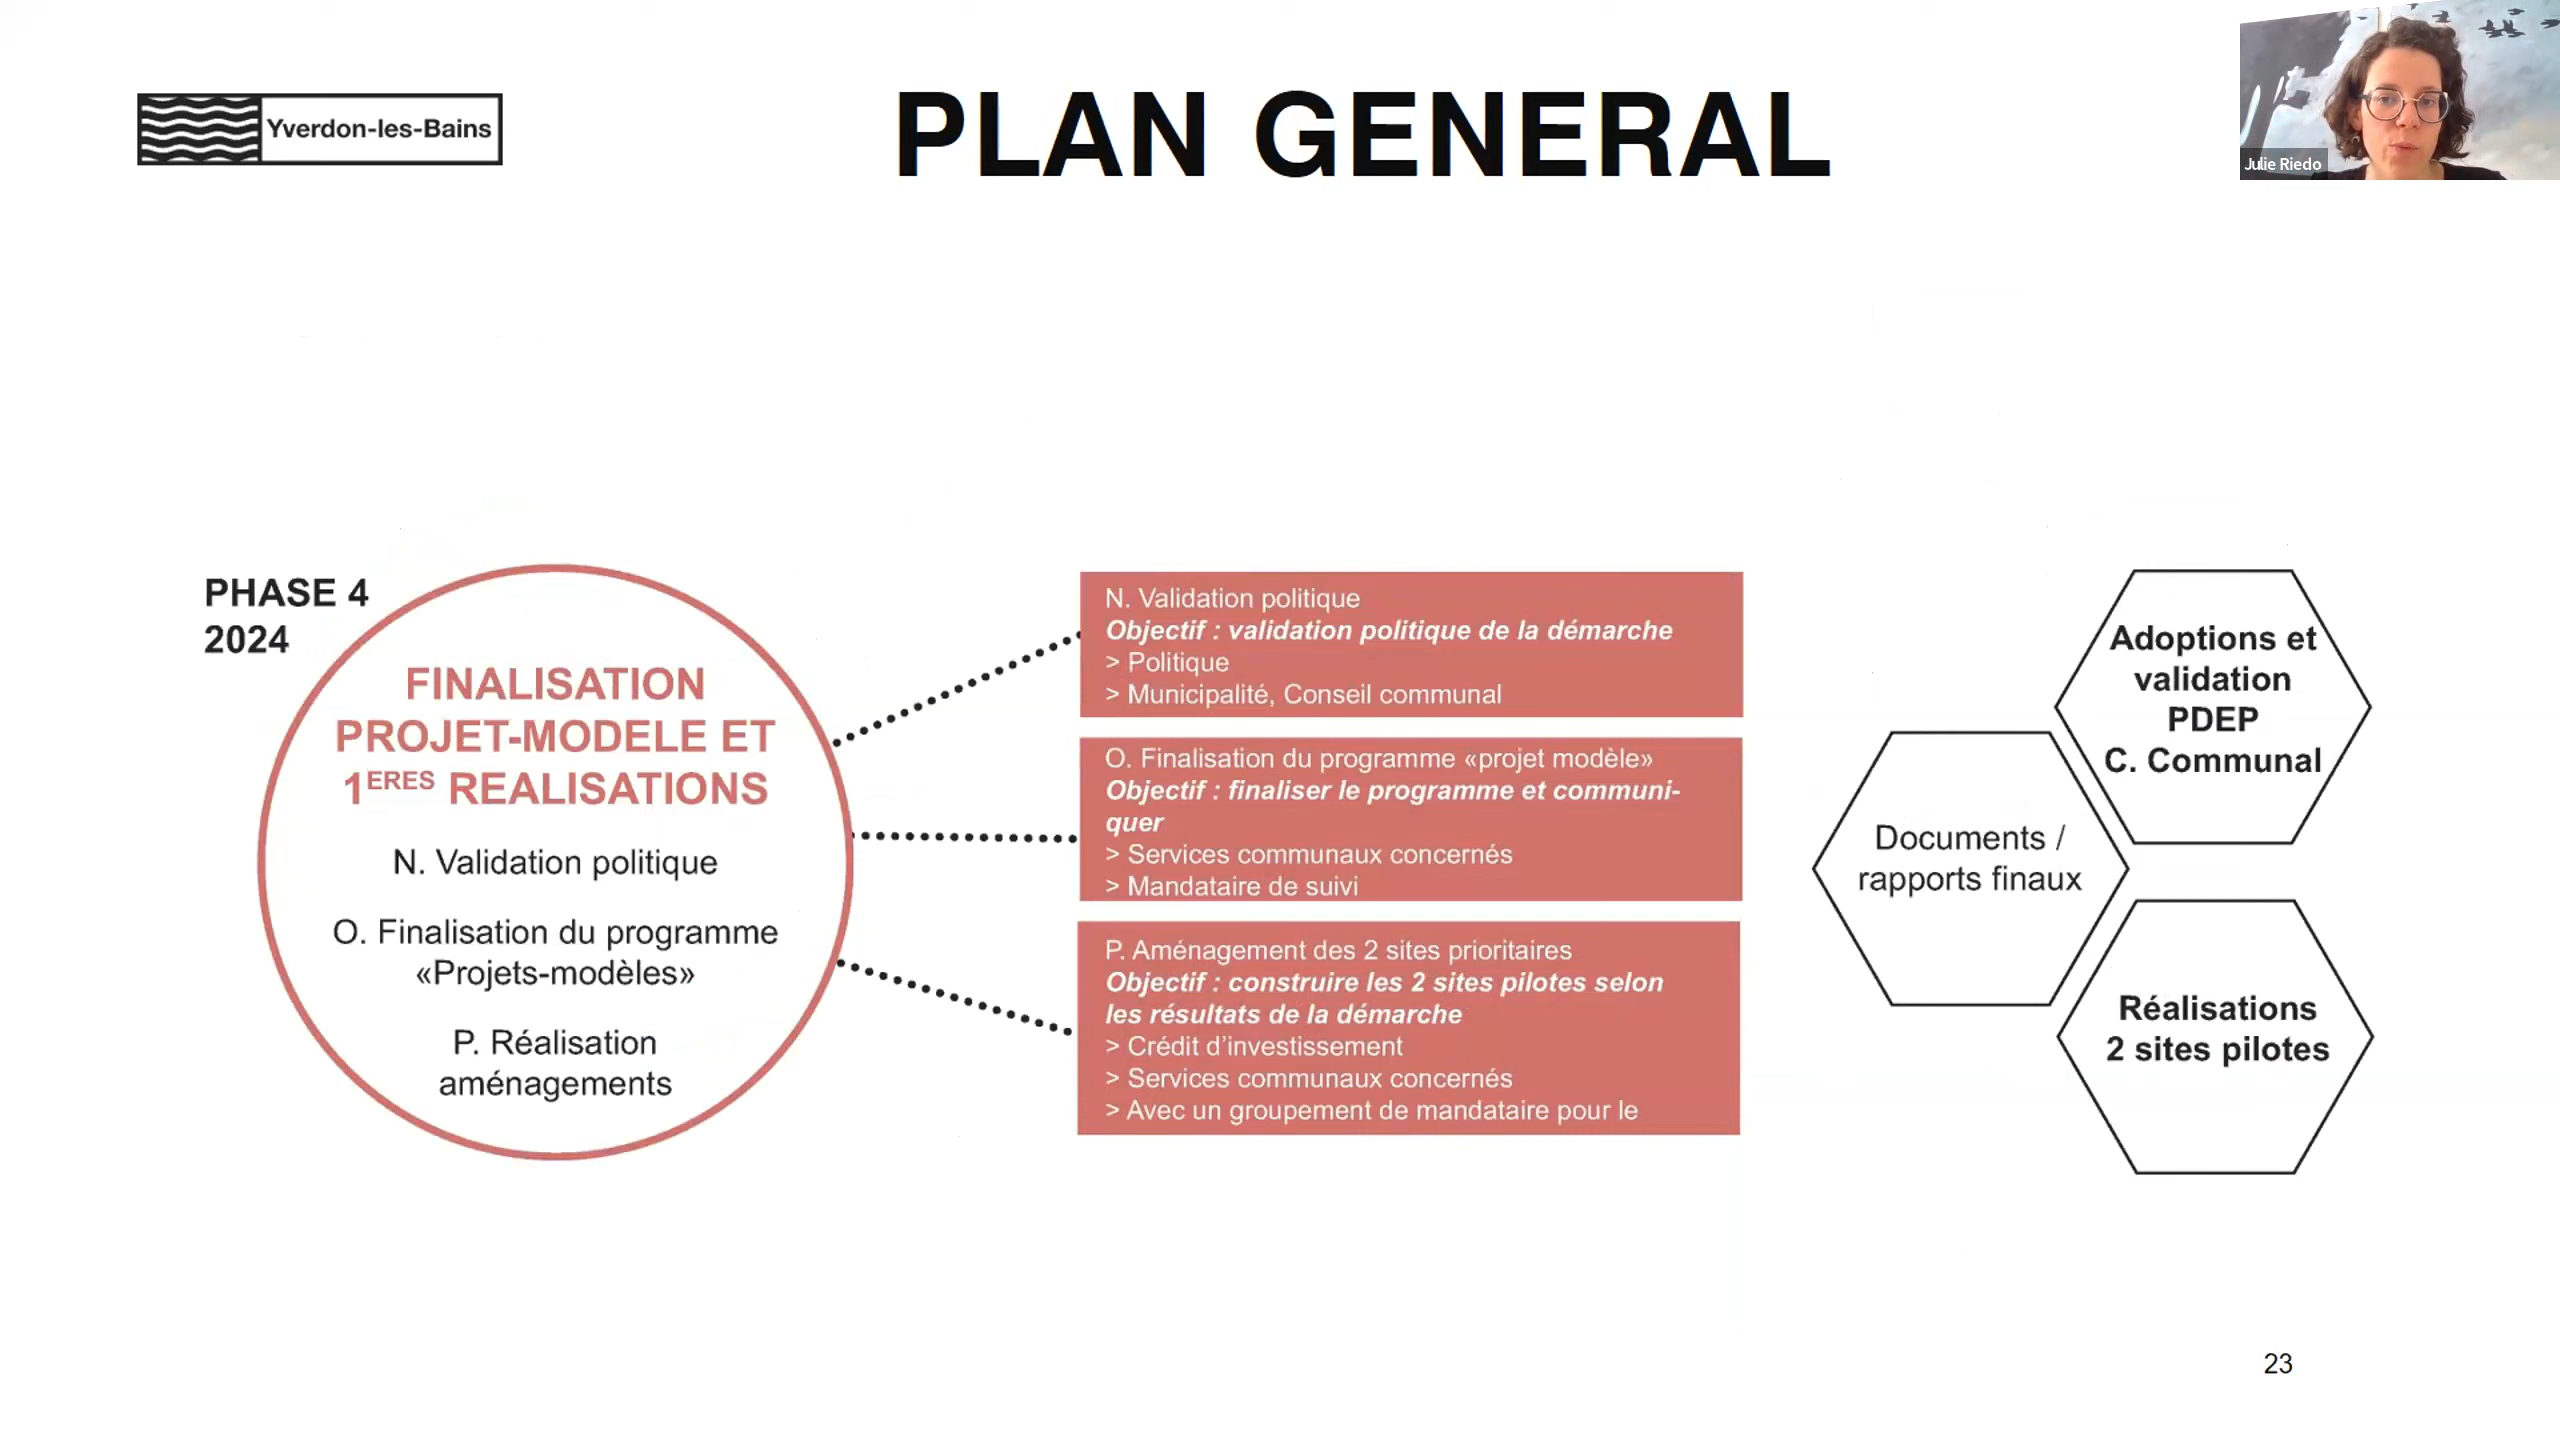 Yverdon-les-Bains
PLAN GENERAL
Julie Riedo
PHASE 4
2024
FINALISATION
PROJET-MODELE ET
1ERES REALISATIONS
N. Validation politique
O. Finalisation du programme
«Projets-modèles»
P. Réalisation
aménagements
N. Validation politique
Objectif : validation politique de la démarche
> Politique
> Municipalité, Conseil communal
O. Finalisation du programme «projet modèle»
Objectif : finaliser le programme et communi-
quer
> Services communaux concernés
> Mandataire de suivi
P. Aménagement des 2 sites prioritaires
Objectif : construire les 2 sites pilotes selon
les résultats de la démarche
> Crédit d’investissement
> Services communaux concernés
> Avec un groupement de mandataire pour le
Documents /
rapports finaux
Adoptions et
validation
PDEP
C. Communal
Réalisations
2 sites pilotes
23